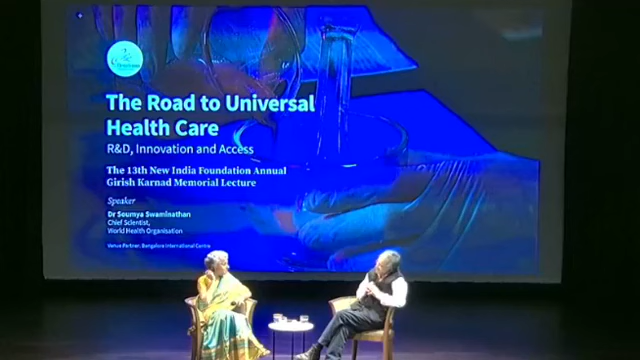 The Road to Universal
Health Care
R&D, Innovation and Access
The 13th New India Foundation Annual
Girish Karnad Memorial Lecture
Speaker
Dr Soumya Swaminathan
Chief Scientist,
World Health Organisation
Venue Partner: Bangalore International Centre